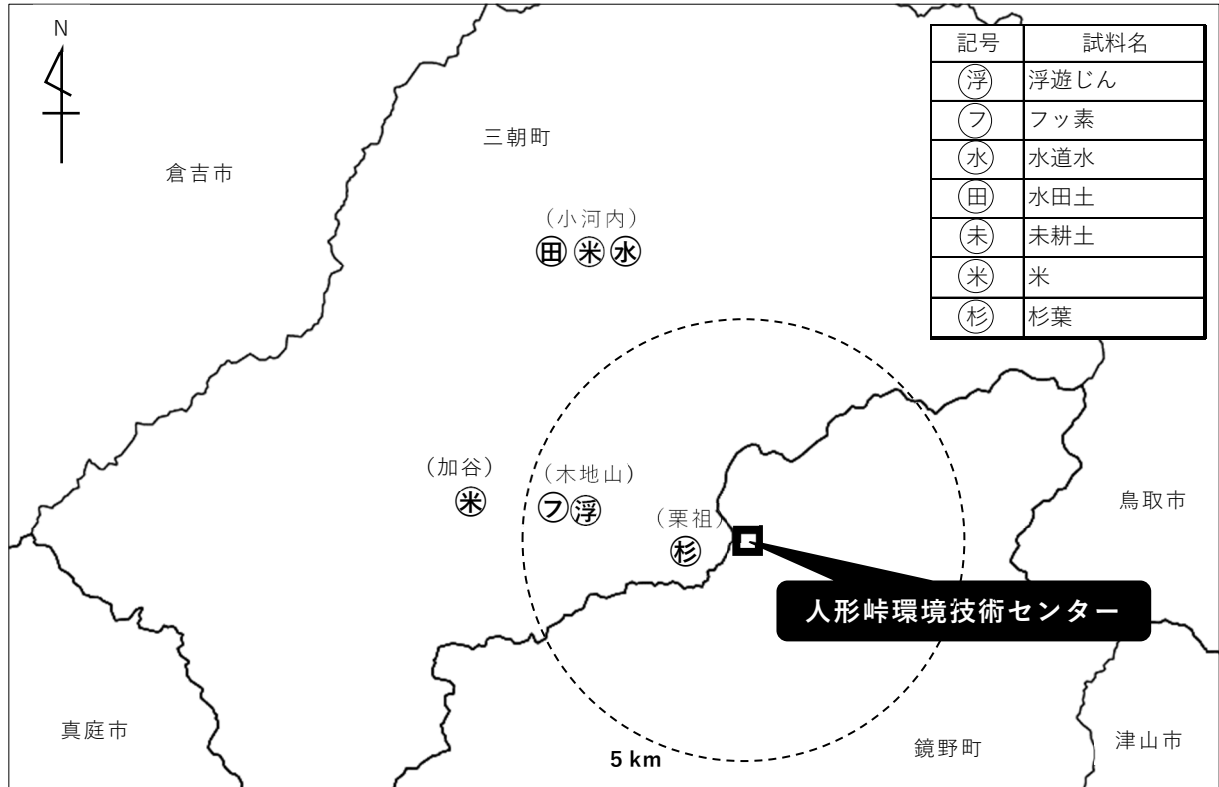 N
記号 試料名
浮 浮遊じん
フ フッ素
水 水道水
田 水田土
未 未耕土
米 米
杉 杉葉
三朝町
倉吉市
(小河内)
田 米 水
(加谷)
米
(木地山)
フ 浮
(栗祖)
杉
鳥取市
人形峠環境技術センター
真庭市
5 km
鏡野町
津山市